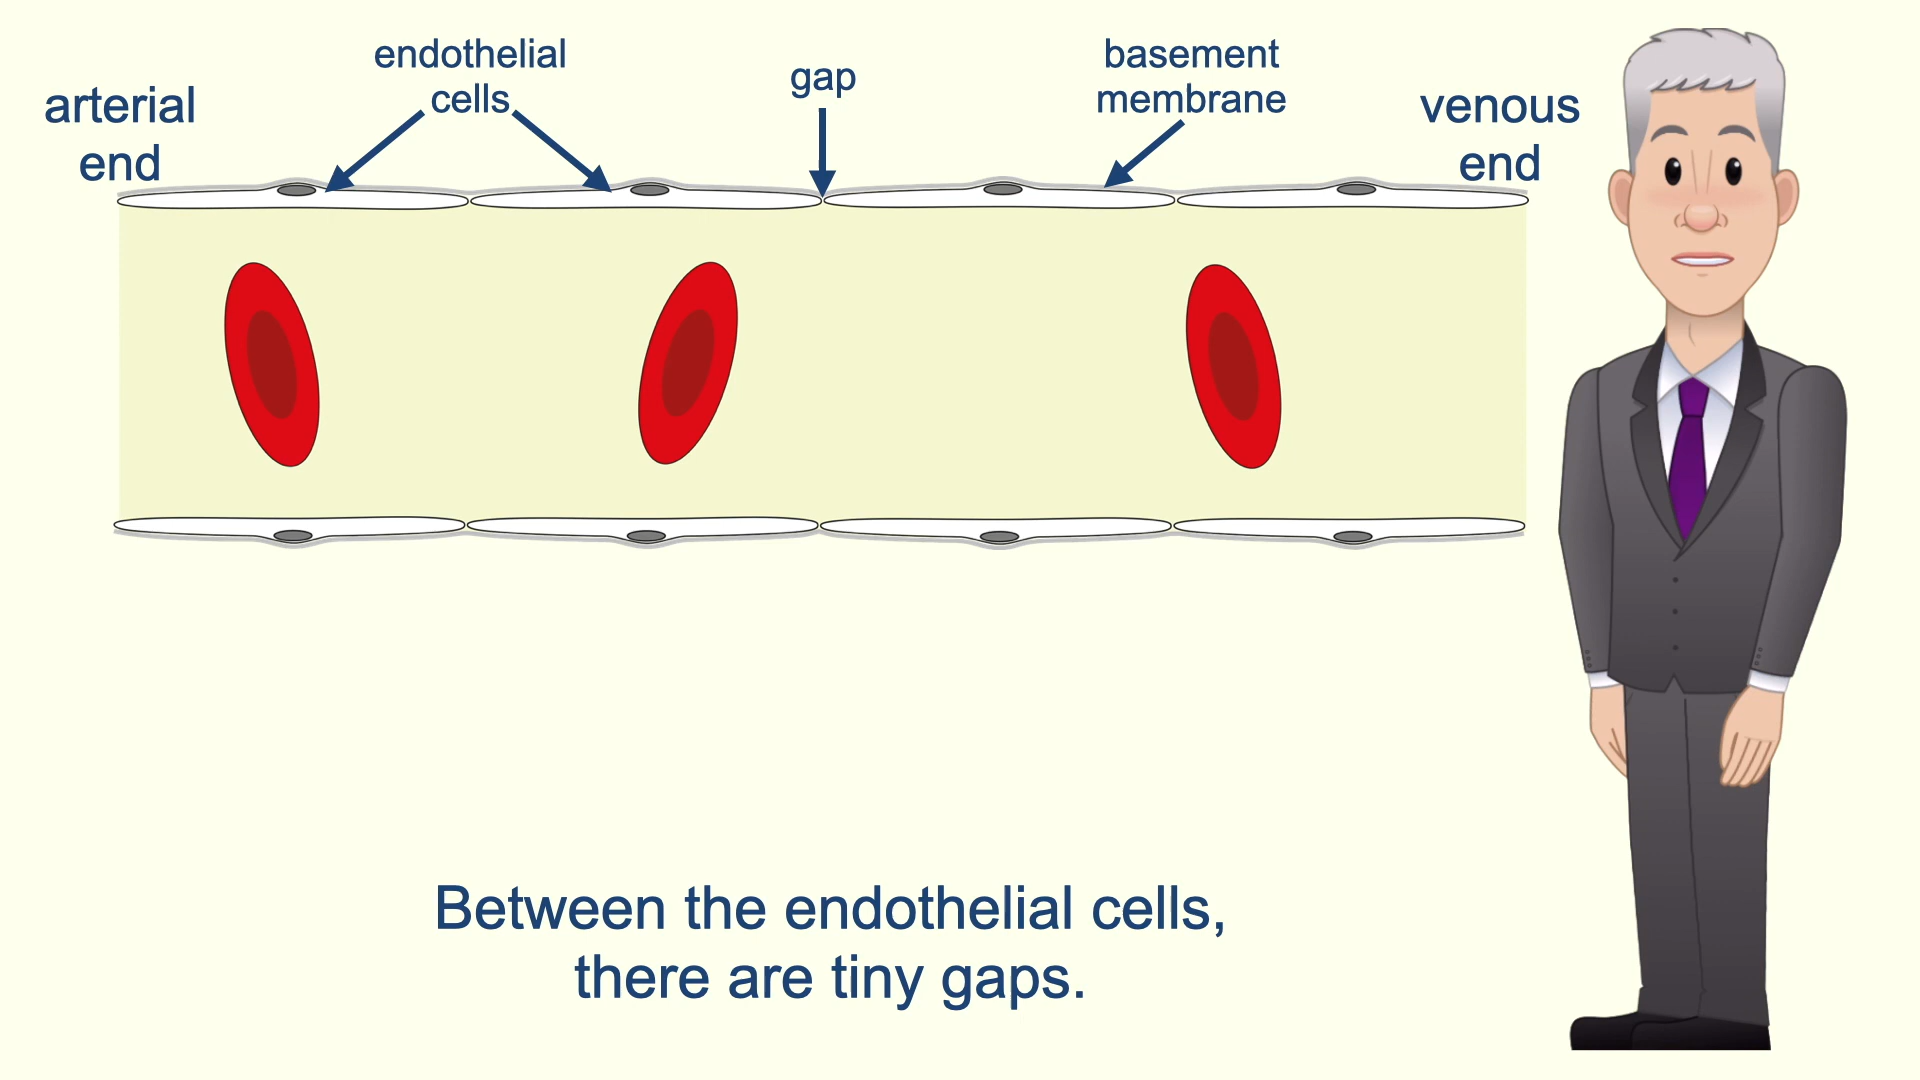 arterial
end
endothelial
cells
gap
basement
membrane
venous
end
Between the endothelial cells,
there are tiny gaps.